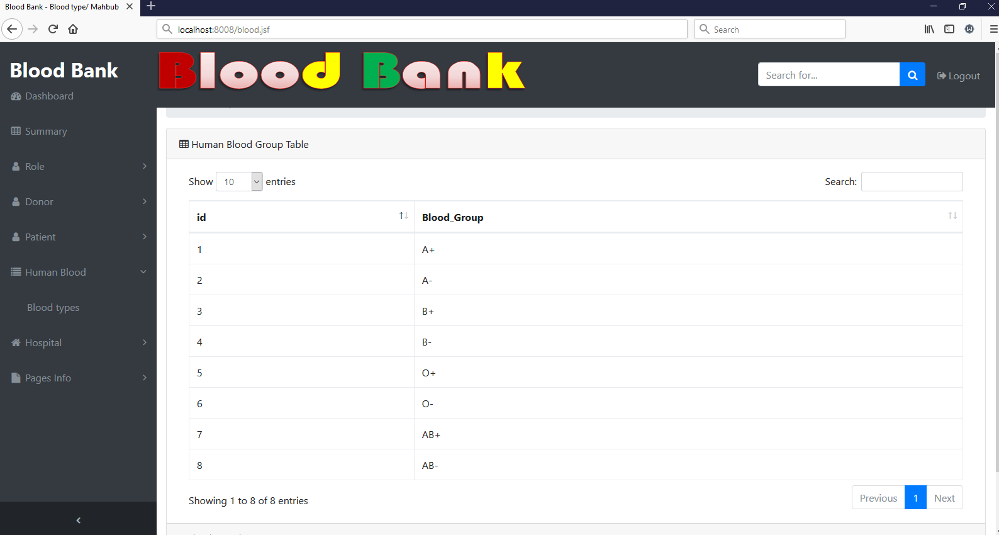 Blood Bank - Blood type/ Mahbub
localhost:8008/blood.jsf
Search
Blood Bank
Blood Bank
Search for...
Logout
Dashboard
Summary
Role
Donor
Patient
Human Blood
Blood types
Hospital
Pages Info
Human Blood Group Table
Show 10 entries
Search:
id Blood_Group
1 A+
2 A-
3 B+
4 B-
5 O+
6 O-
7 AB+
8 AB-
Showing 1 to 8 of 8 entries
Previous 1 Next